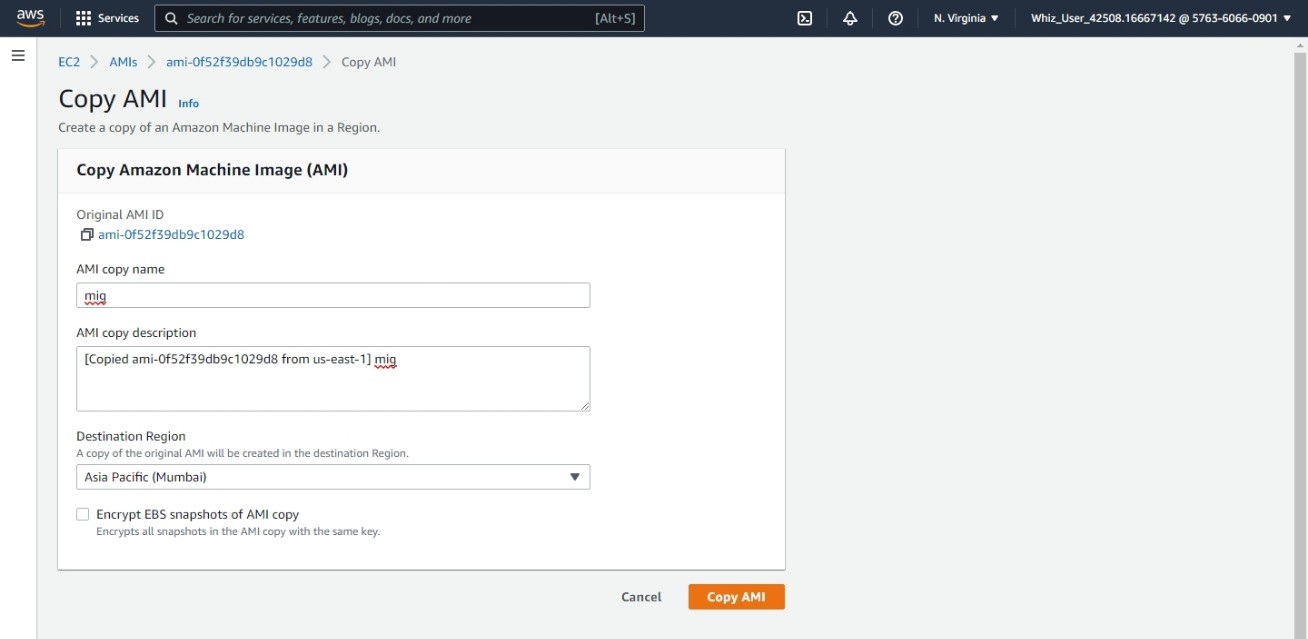 aws
Services
Search for services, features, blogs, docs, and more
[Alt+S]
N. Virginia
Whiz_User_42508.16667142 @ 5763-6066-0901
EC2
AMIs
ami-0f52f39db9c1029d8
Copy AMI
Copy AMI
Info
Create a copy of an Amazon Machine Image in a Region.
Copy Amazon Machine Image (AMI)
Original AMI ID
ami-0f52f39db9c1029d8
AMI copy name
mig
AMI copy description
[Copied ami-0f52f39db9c1029d8 from us-east-1] mig
Destination Region
A copy of the original AMI will be created in the destination Region.
Asia Pacific (Mumbai)
Encrypt EBS snapshots of AMI copy
Encrypts all snapshots in the AMI copy with the same key.
Cancel
Copy AMI